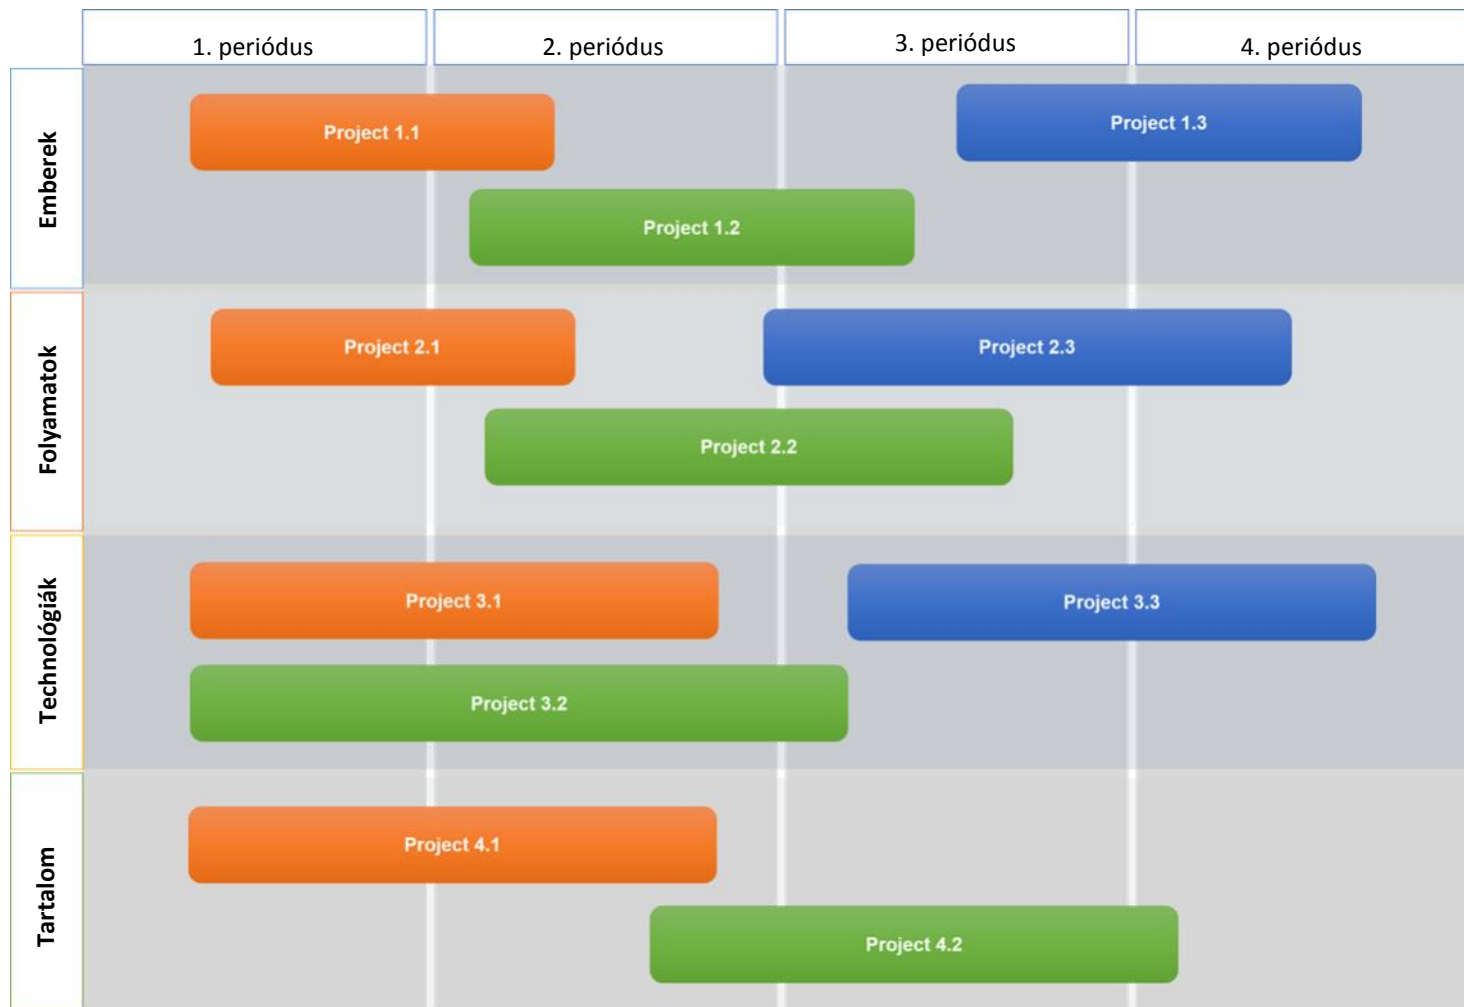 1. periódus
2. periódus
3. periódus
4. periódus
Emberek
Project 1.1
Project 1.3
Project 1.2
Folyamatok
Project 2.1
Project 2.3
Project 2.2
Technológiák
Project 3.1
Project 3.3
Project 3.2
Tartalom
Project 4.1
Project 4.2